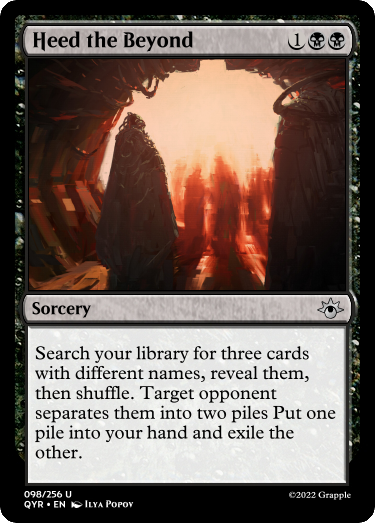 Heed the Beyond 1
Sorcery
Search your library for three cards
with different names, reveal them,
then shuffle. Target opponent
separates them into two piles Put one
pile into your hand and exile the
other.
098/256 U
QYR • EN Ilya Popov
©2022 Grapple